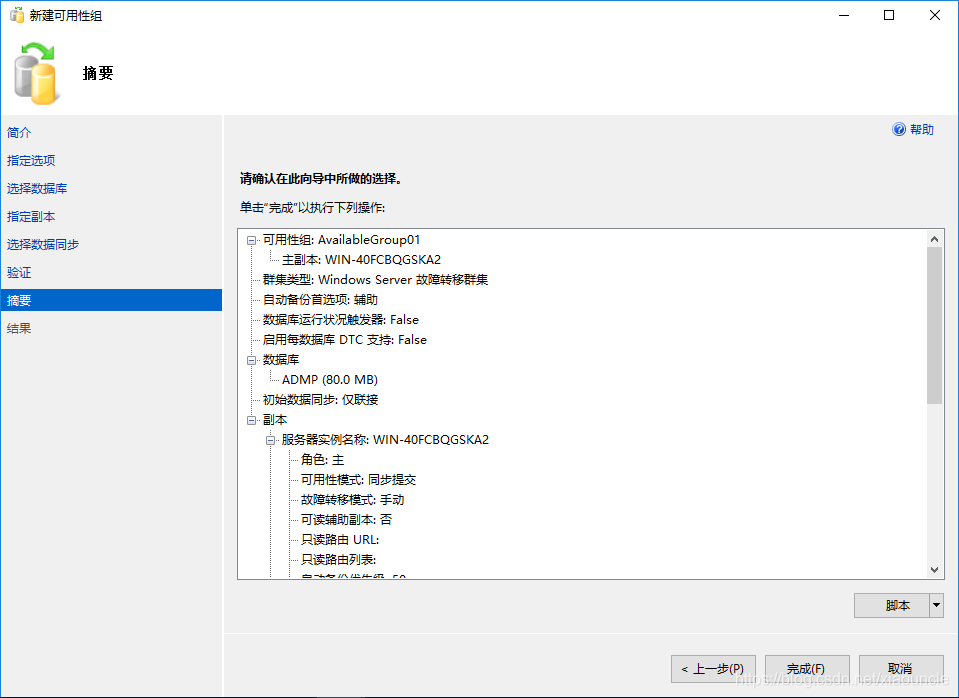 新建可用性组
摘要
简介
指定选项
选择数据库
指定副本
选择数据同步
验证
摘要
结果
帮助
请确认在此向导中所做的选择。
单击“完成”以执行下列操作:
可用性组: AvailableGroup01
主副本: WIN-40FCBQGSKA2
群集类型: Windows Server 故障转移群集
自动备份首选项: 辅助
数据库运行状况触发器: False
启用每数据库 DTC 支持: False
数据库
ADMP (80.0 MB)
初始数据同步: 仅联接
副本
服务器实例名称: WIN-40FCBQGSKA2
角色: 主
可用性模式: 同步提交
故障转移模式: 手动
可读辅助副本: 否
只读路由 URL:
只读路由列表:
自动备份优先级: 50
脚本
< 上一步(P)
完成(F)
取消
https://blog.csdn.net/xiaouncle